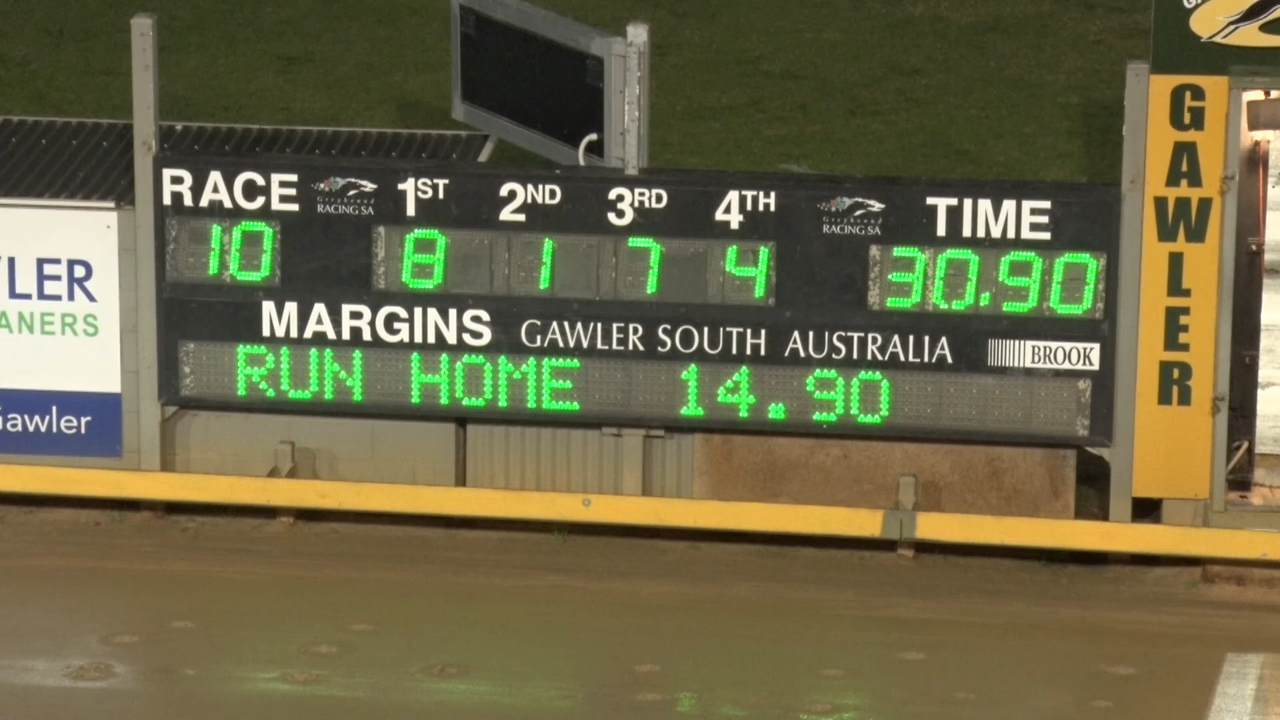 RACE Greyhound RACING SA 1ST 2ND 3RD 4TH Greyhound RACING SA TIME
10 8 1 7 4 30.90
MARGINS GAWLER SOUTH AUSTRALIA BROOK
RUN HOME 14.90
LER
ANERS
Gawler
GAWLER